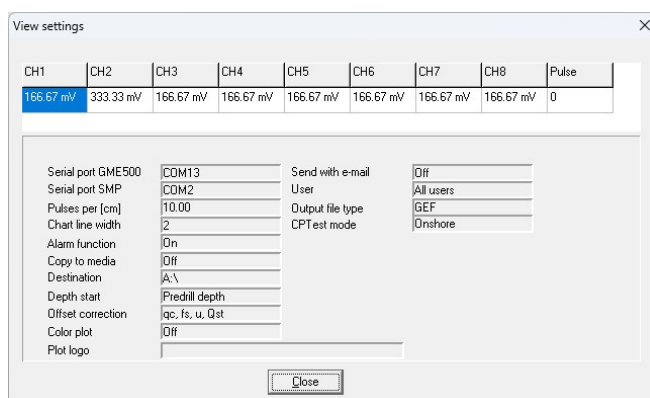 View settings
CH1 CH2 CH3 CH4 CH5 CH6 CH7 CH8 Pulse
166.67 mV 333.33 mV 166.67 mV 166.67 mV 166.67 mV 166.67 mV 166.67 mV 166.67 mV 0
Serial port GME500 COM13 Send with e-mail Off
Serial port SMP COM2 User All users
Pulses per [cm] 10.00 Output file type GEF
Chart line width 2 CPTest mode Onshore
Alarm function On
Copy to media Off
Destination A:\
Depth start Predrill depth
Offset correction qc, fs, u, Qst
Color plot Off
Plot logo
Close